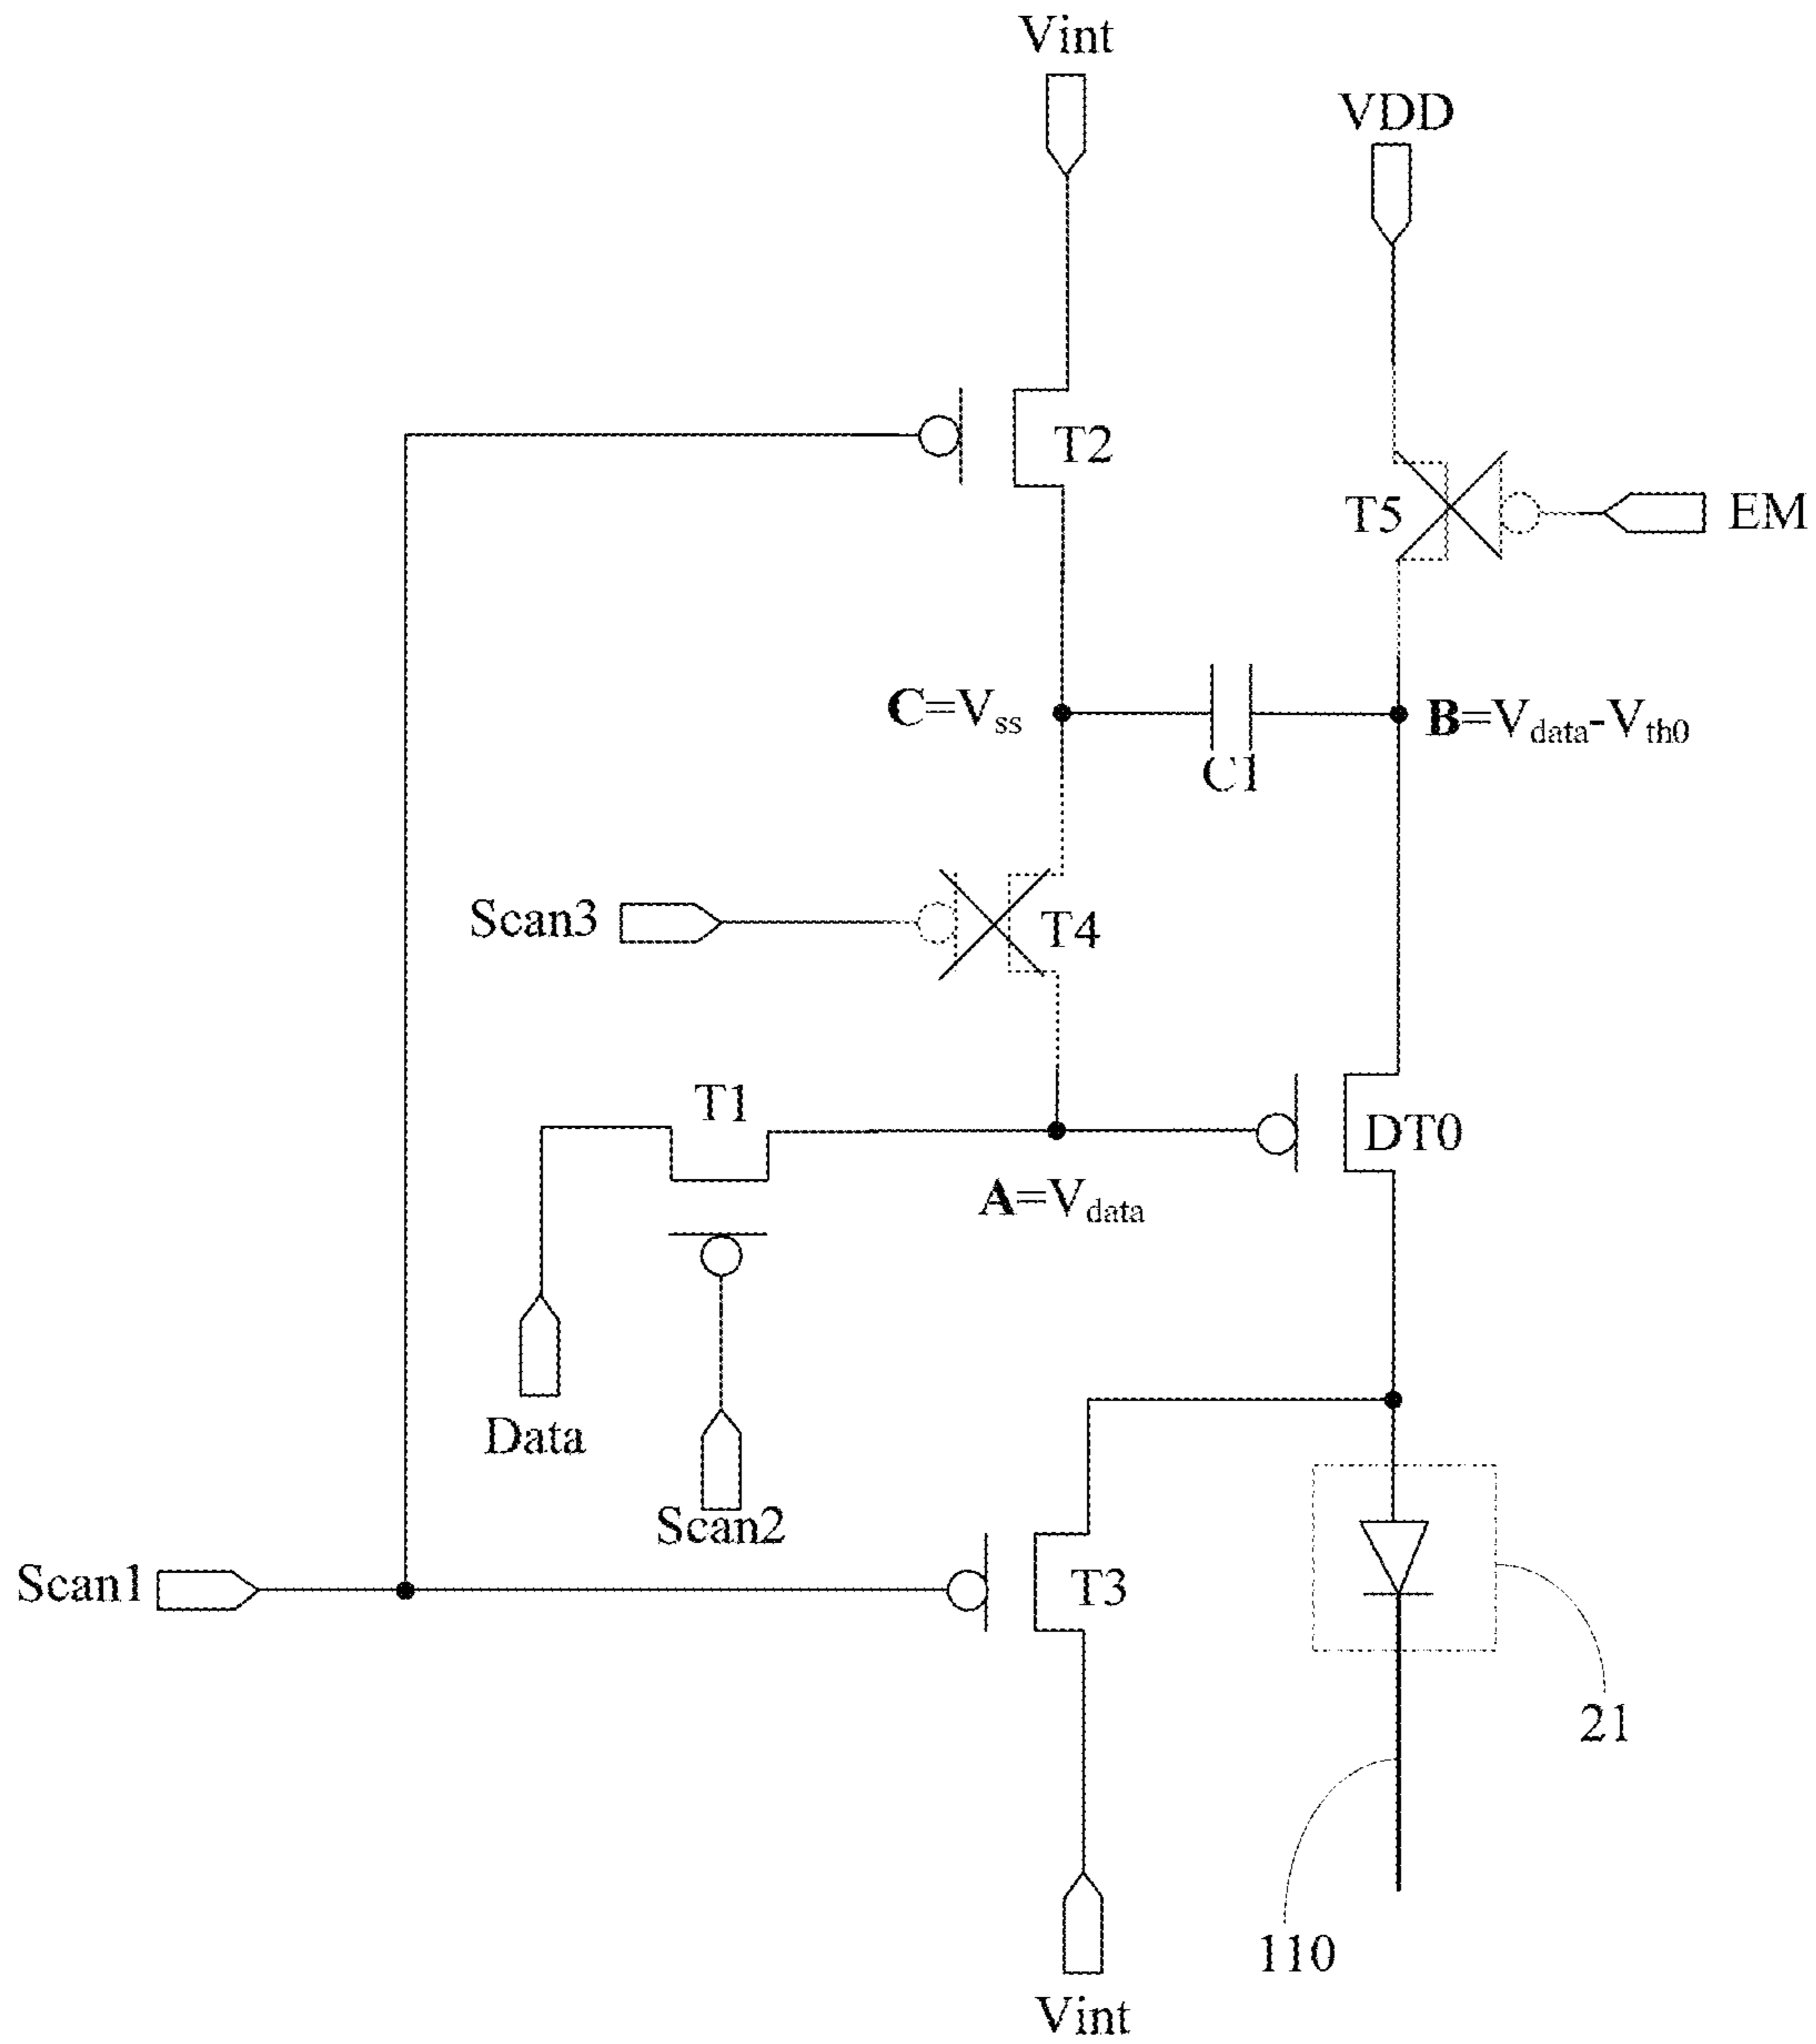 Vint
VDD
T2
T5
EM
C=Vss
B=Vdata-Vth0
C1
Scan3
T4
T1
DT0
A=Vdata
Data
Scan2
Scan1
T3
21
110
Vint